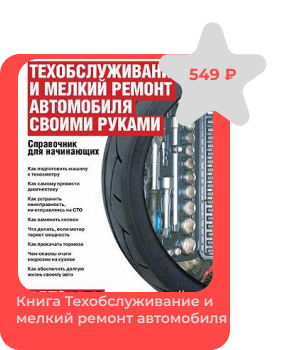 549 ₽
ТЕХОБСЛУЖИВАНИ
И МЕЛКИЙ РЕМОНТ
АВТОМОБИЛЯ
СВОИМИ РУКАМИ
Справочник
для начинающих
Как подготовить машину
к техосмотру
Как самому провести
диагностику
Как устранить
неисправность,
не отправляясь на СТО
Как заменить колесо
Что делать, если мотор
теряет мощность
Как прокачать тормоза
Чем опасны очаги
коррозии на кузове
Как обеспечить долгую
жизнь своему авто
Книга Техобслуживание и
мелкий ремонт автомобиля